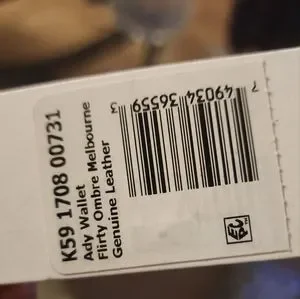 K59 1708 00731
Ady Wallet
Flirty Ombre Melbourne
Genuine Leather
7 49034 36559 3